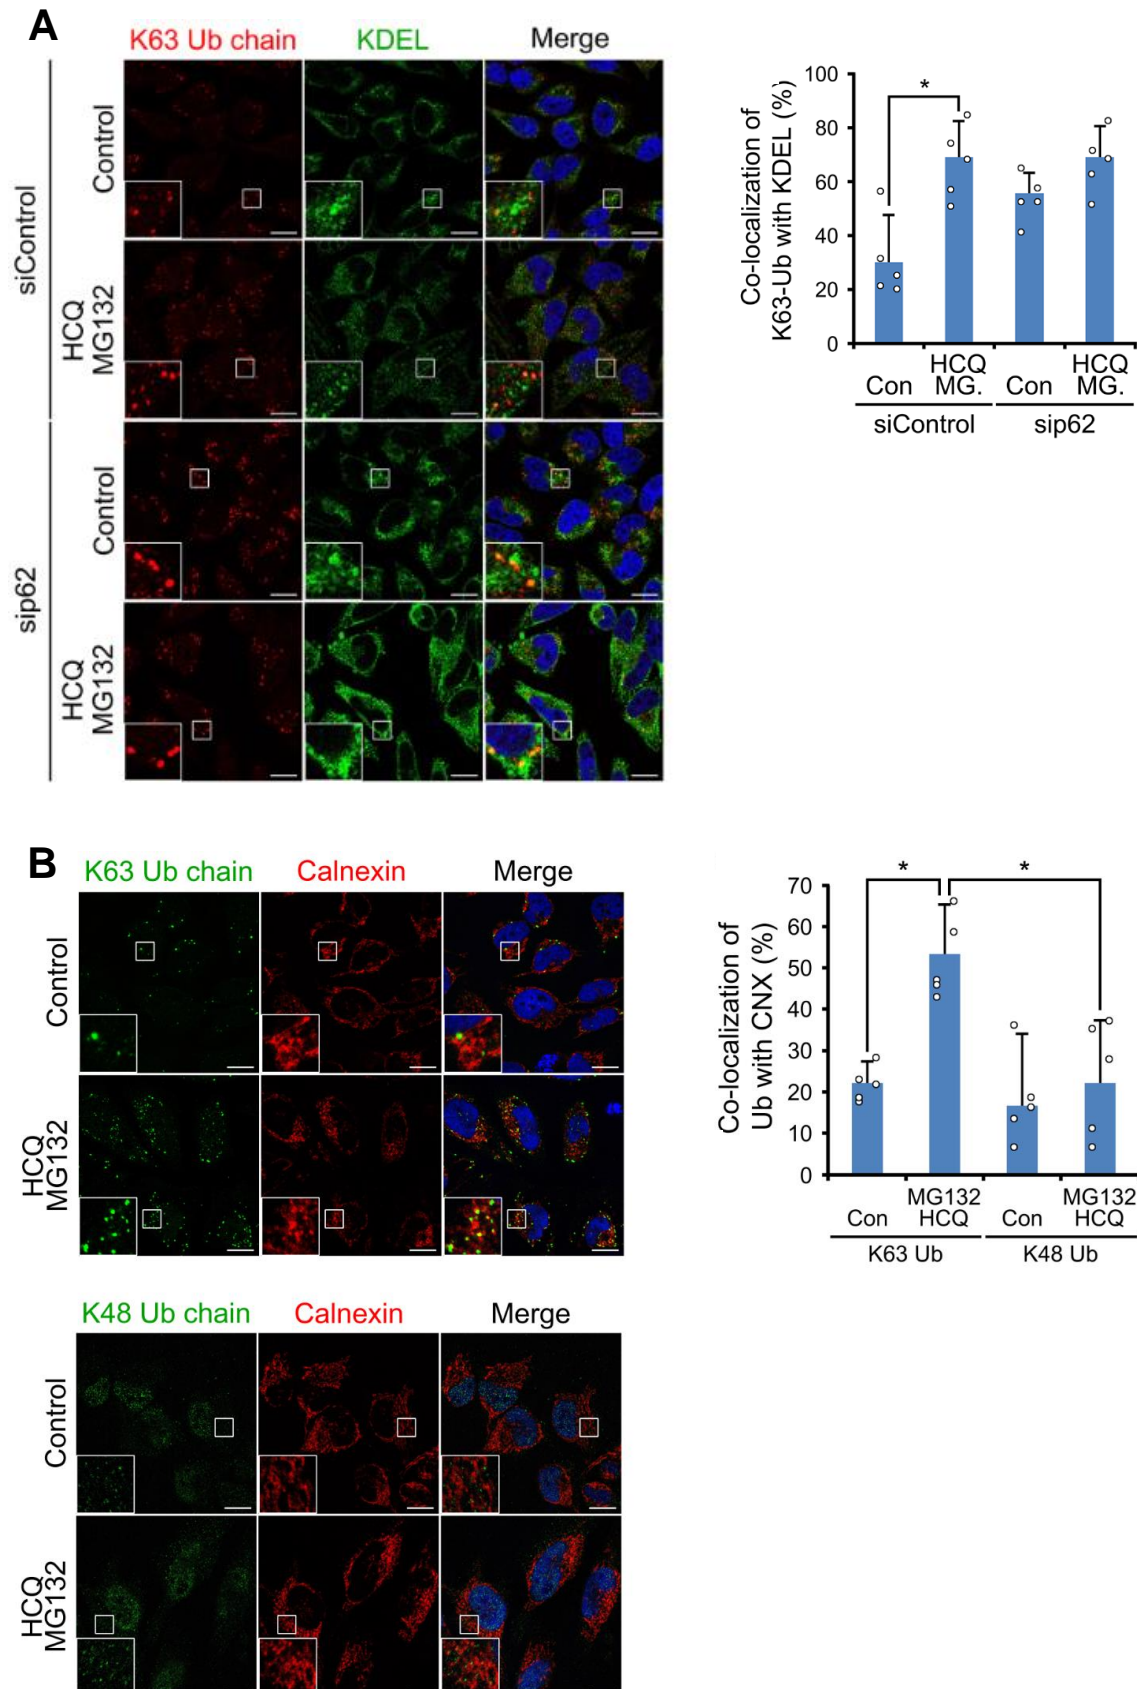 A
K63 Ub chain KDEL Merge
siControl
Control
HCQ
MG132
sip62
Control
HCQ
MG132
Co-localization of
K63-Ub with KDEL (%)
100
80
60
40
20
0
*
Con
HCQ
MG.
Con
HCQ
MG.
siControl
sip62
B
K63 Ub chain Calnexin Merge
Control
HCQ
MG132
Co-localization of
Ub with CNX (%)
70
60
50
40
30
20
10
0
* *
Con
MG132
HCQ
Con
MG132
HCQ
K63 Ub
K48 Ub
K48 Ub chain Calnexin Merge
Control
HCQ
MG132